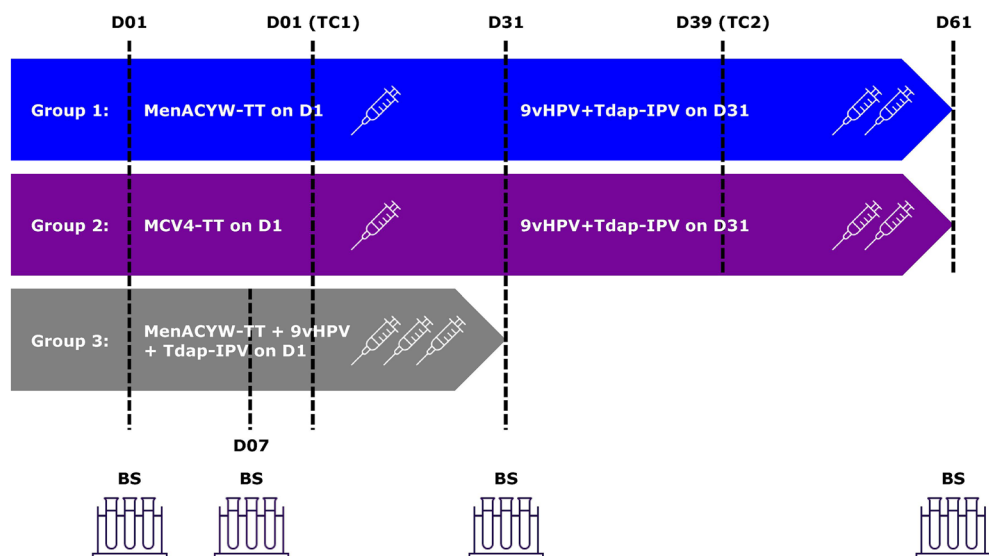 D01
D01 (TC1)
D31
D39 (TC2)
D61
Group 1:
MenACYW-TT on D1
9vHPV+Tdap-IPV on D31
Group 2:
MCV4-TT on D1
9vHPV+Tdap-IPV on D31
Group 3:
MenACYW-TT + 9vHPV
+ Tdap-IPV on D1
D07
BS
BS
BS
BS